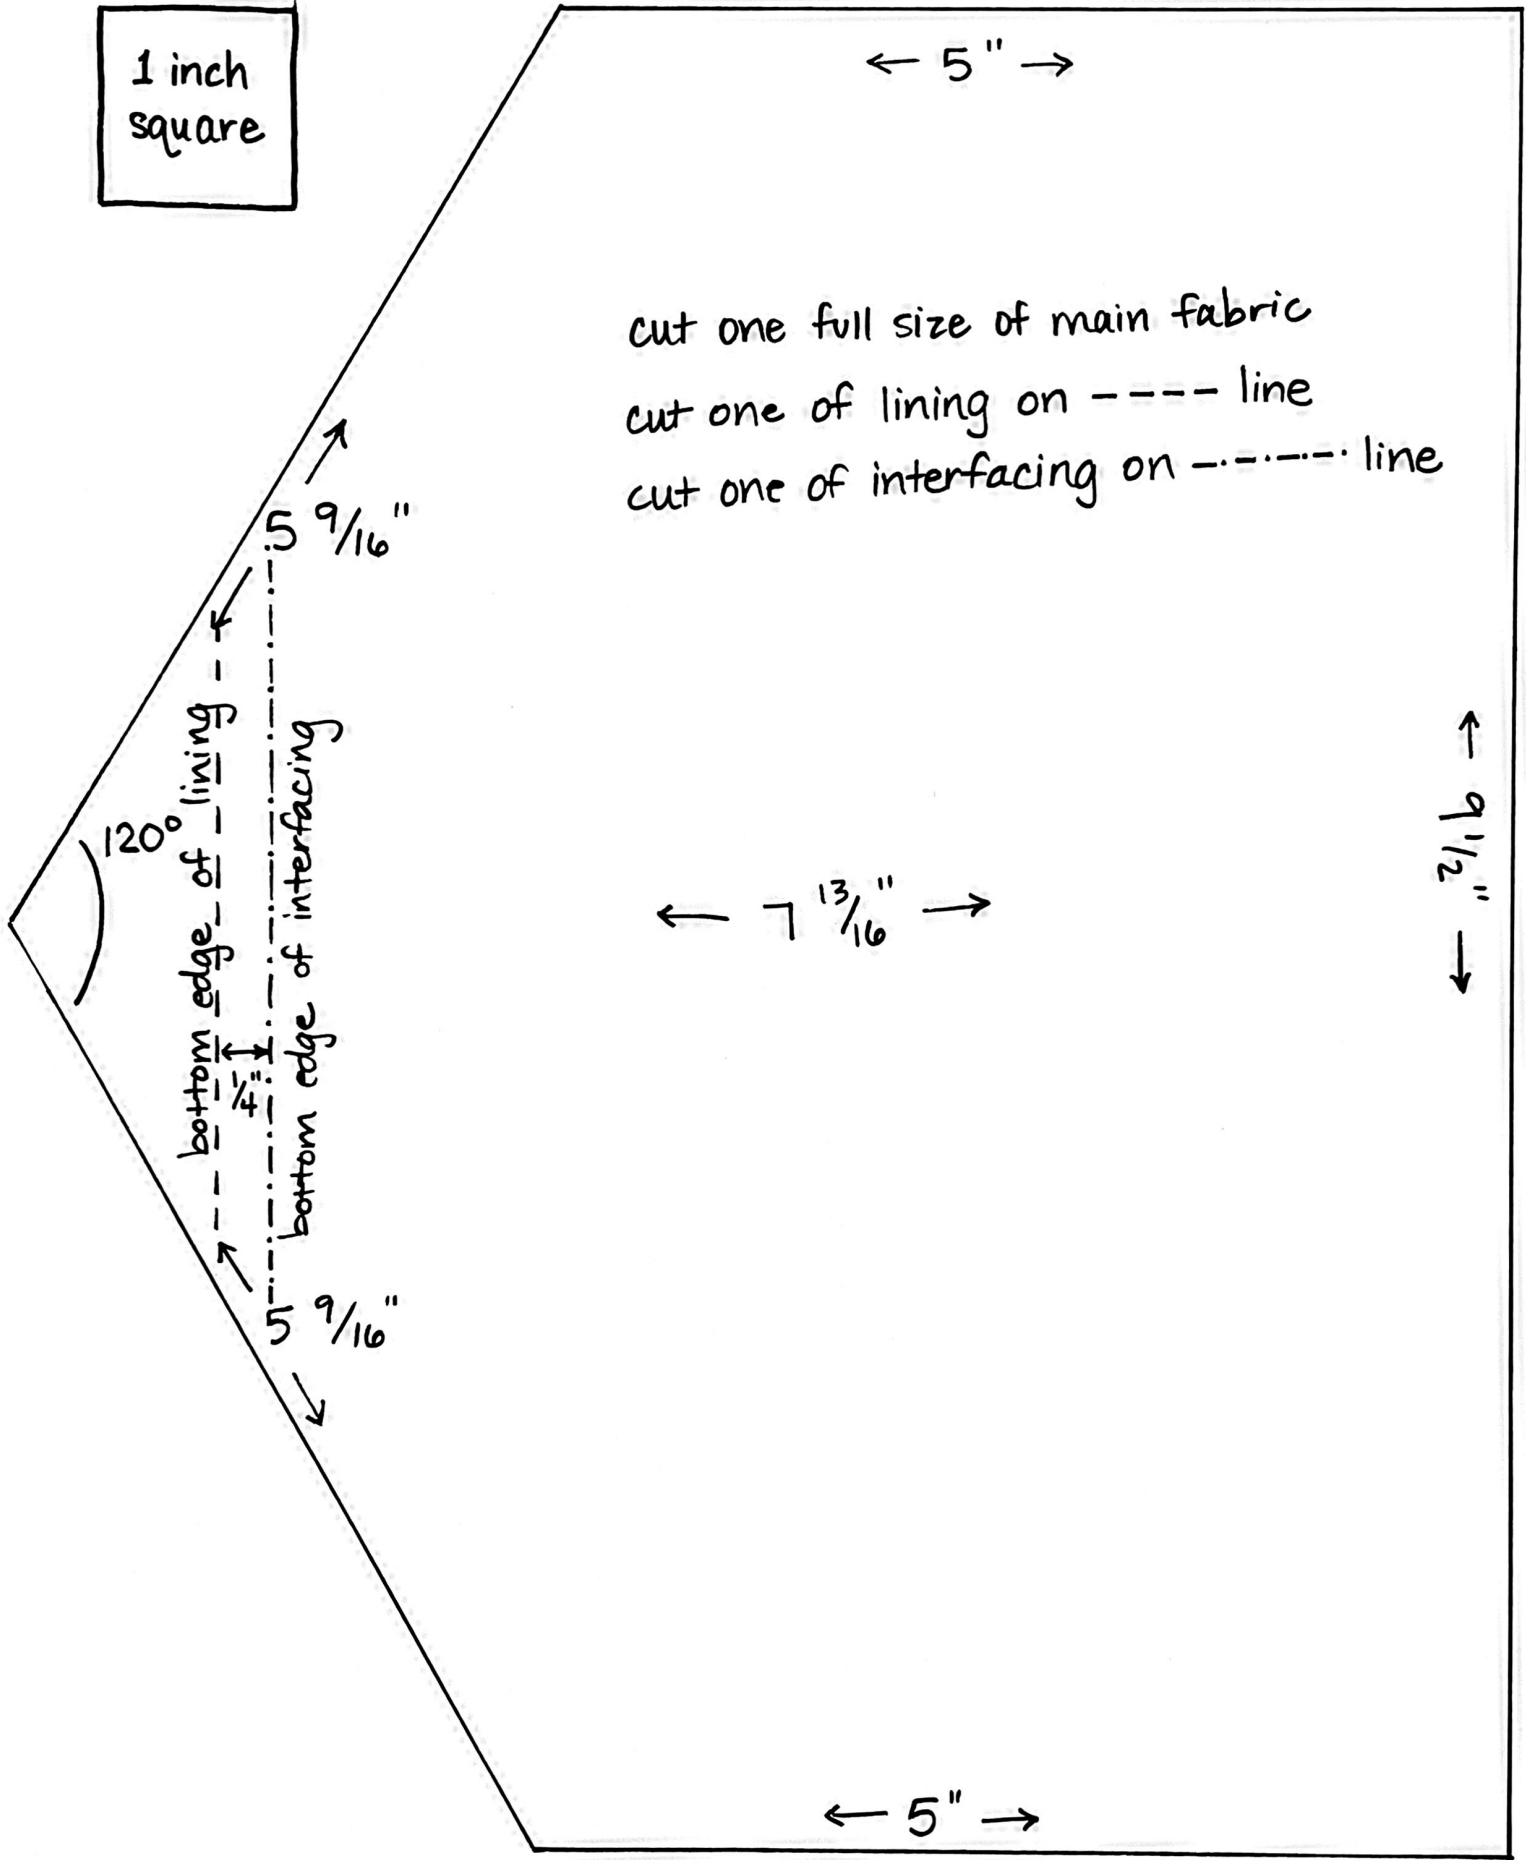 1 inch
square
← 5" →
cut one full size of main fabric
cut one of lining on ---- line
cut one of interfacing on -·-·-·-· line
5 9/16"
120°
bottom edge of lining
bottom edge of interfacing
1/4"
← 7 13/16" →
← 9 1/2" →
5 9/16"
← 5" →